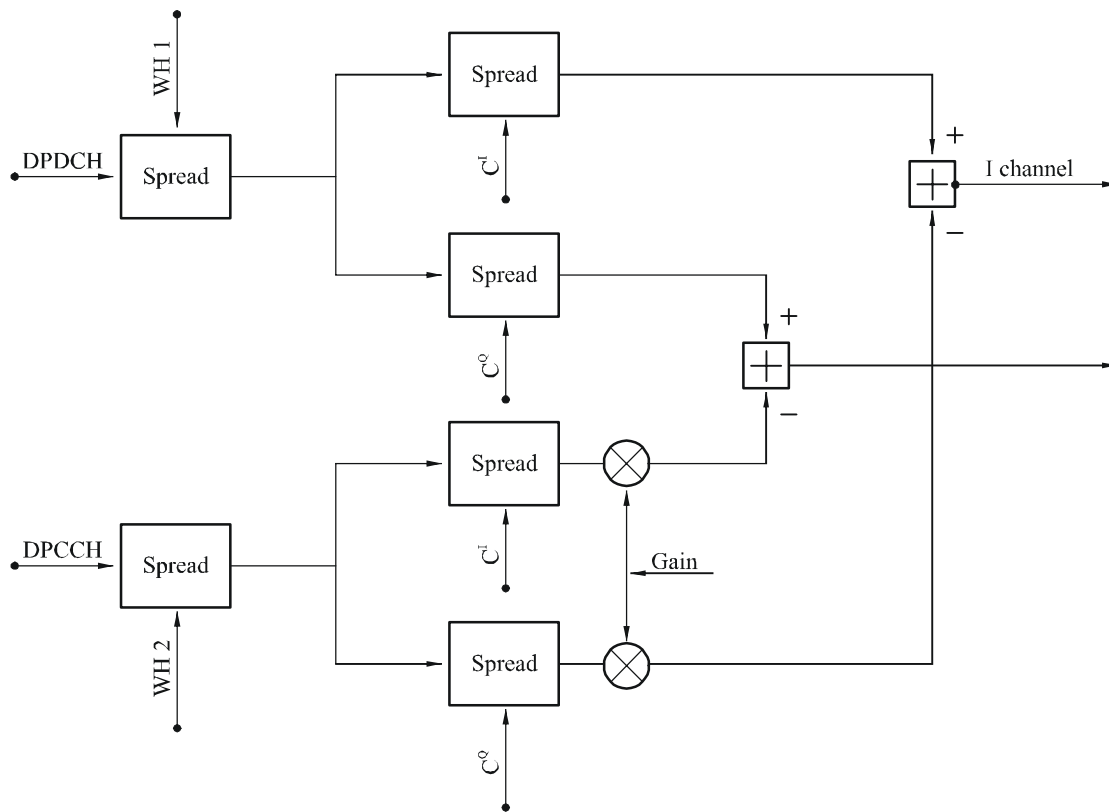 WH 1
Spread
DPDCH
Spread
C^I
+
I channel
−
Spread
C^Q
+
−
Spread
C^I
DPCCH
Spread
WH 2
Gain
Spread
C^Q